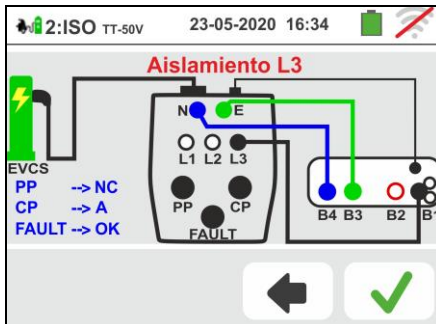 2:ISO TT-50V 23-05-2020 16:34
Aislamiento L3
N E
L1 L2 L3
EVCS
PP --> NC
CP --> A
FAULT --> OK
PP CP
FAULT
B4 B3 B2 B1